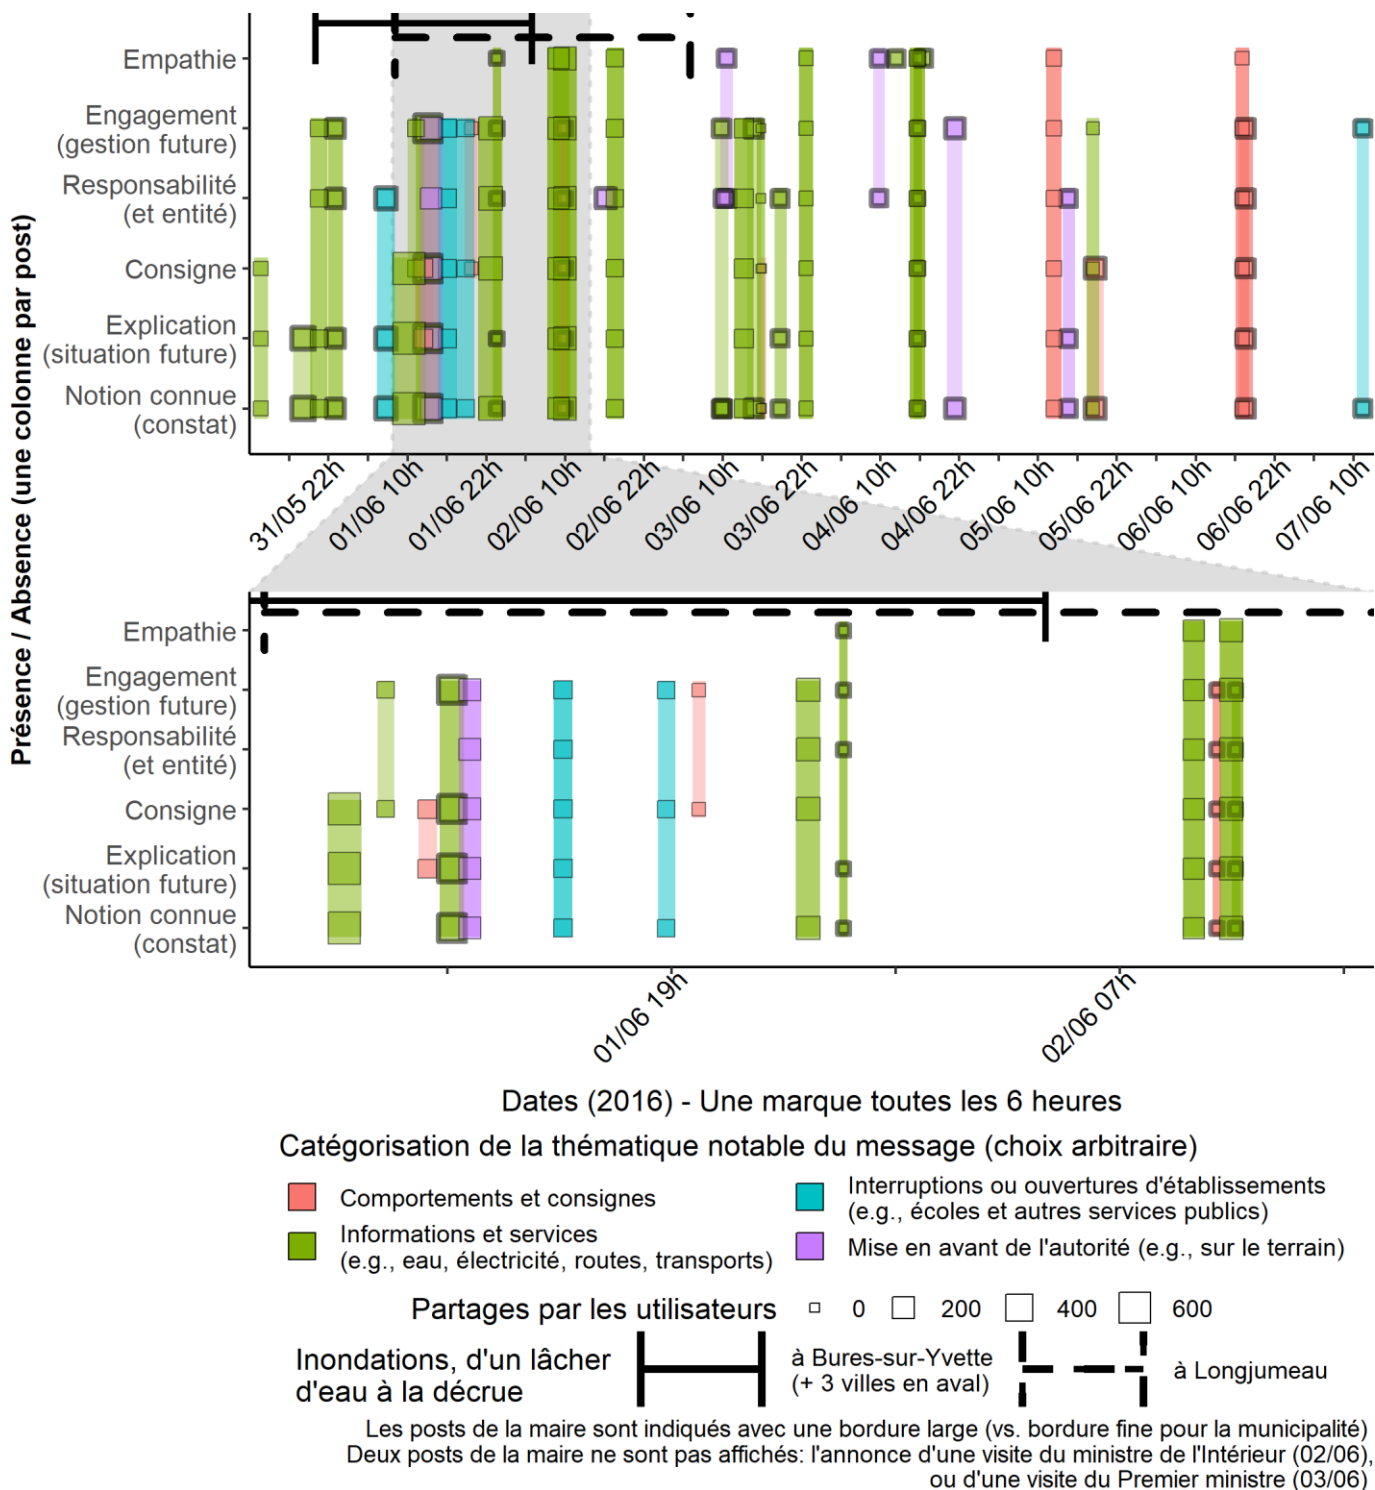 Présence / Absence (une colonne par post)
Empathie
Engagement
(gestion future)
Responsabilité
(et entité)
Consigne
Explication
(situation future)
Notion connue
(constat)
31/05 22h
01/06 10h
01/06 22h
02/06 10h
02/06 22h
03/06 10h
03/06 22h
04/06 10h
04/06 22h
05/06 10h
05/06 22h
06/06 10h
06/06 22h
07/06 10h
Empathie
Engagement
(gestion future)
Responsabilité
(et entité)
Consigne
Explication
(situation future)
Notion connue
(constat)
01/06 19h
02/06 07h
Dates (2016) - Une marque toutes les 6 heures
Catégorisation de la thématique notable du message (choix arbitraire)
Comportements et consignes
Informations et services
(e.g., eau, électricité, routes, transports)
Interruptions ou ouvertures d'établissements
(e.g., écoles et autres services publics)
Mise en avant de l'autorité (e.g., sur le terrain)
Partages par les utilisateurs 0 200 400 600
Inondations, d'un lâcher
d'eau à la décrue
à Bures-sur-Yvette
(+ 3 villes en aval)
à Longjumeau
Les posts de la maire sont indiqués avec une bordure large (vs. bordure fine pour la municipalité)
Deux posts de la maire ne sont pas affichés: l'annonce d'une visite du ministre de l'Intérieur (02/06),
ou d'une visite du Premier ministre (03/06)